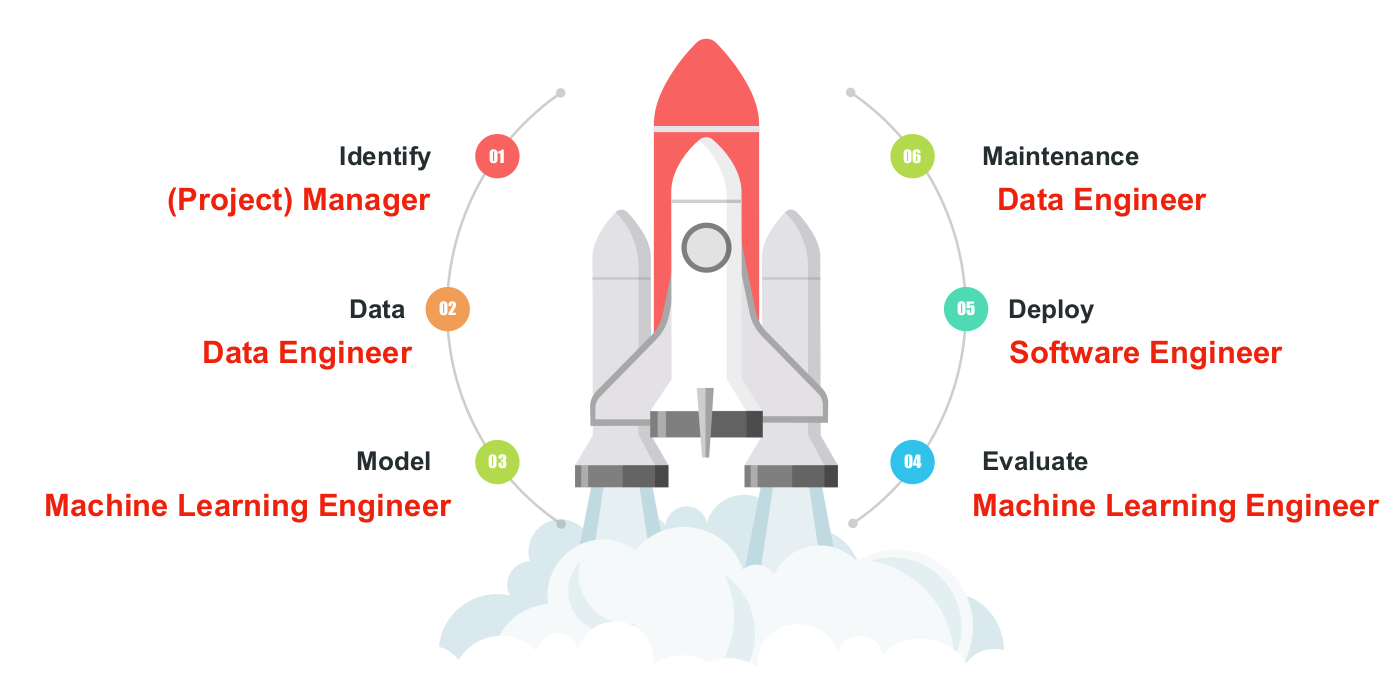 Identify
01
(Project) Manager
Data
02
Data Engineer
Model
03
Machine Learning Engineer
04
Evaluate
Machine Learning Engineer
05
Deploy
Software Engineer
06
Maintenance
Data Engineer